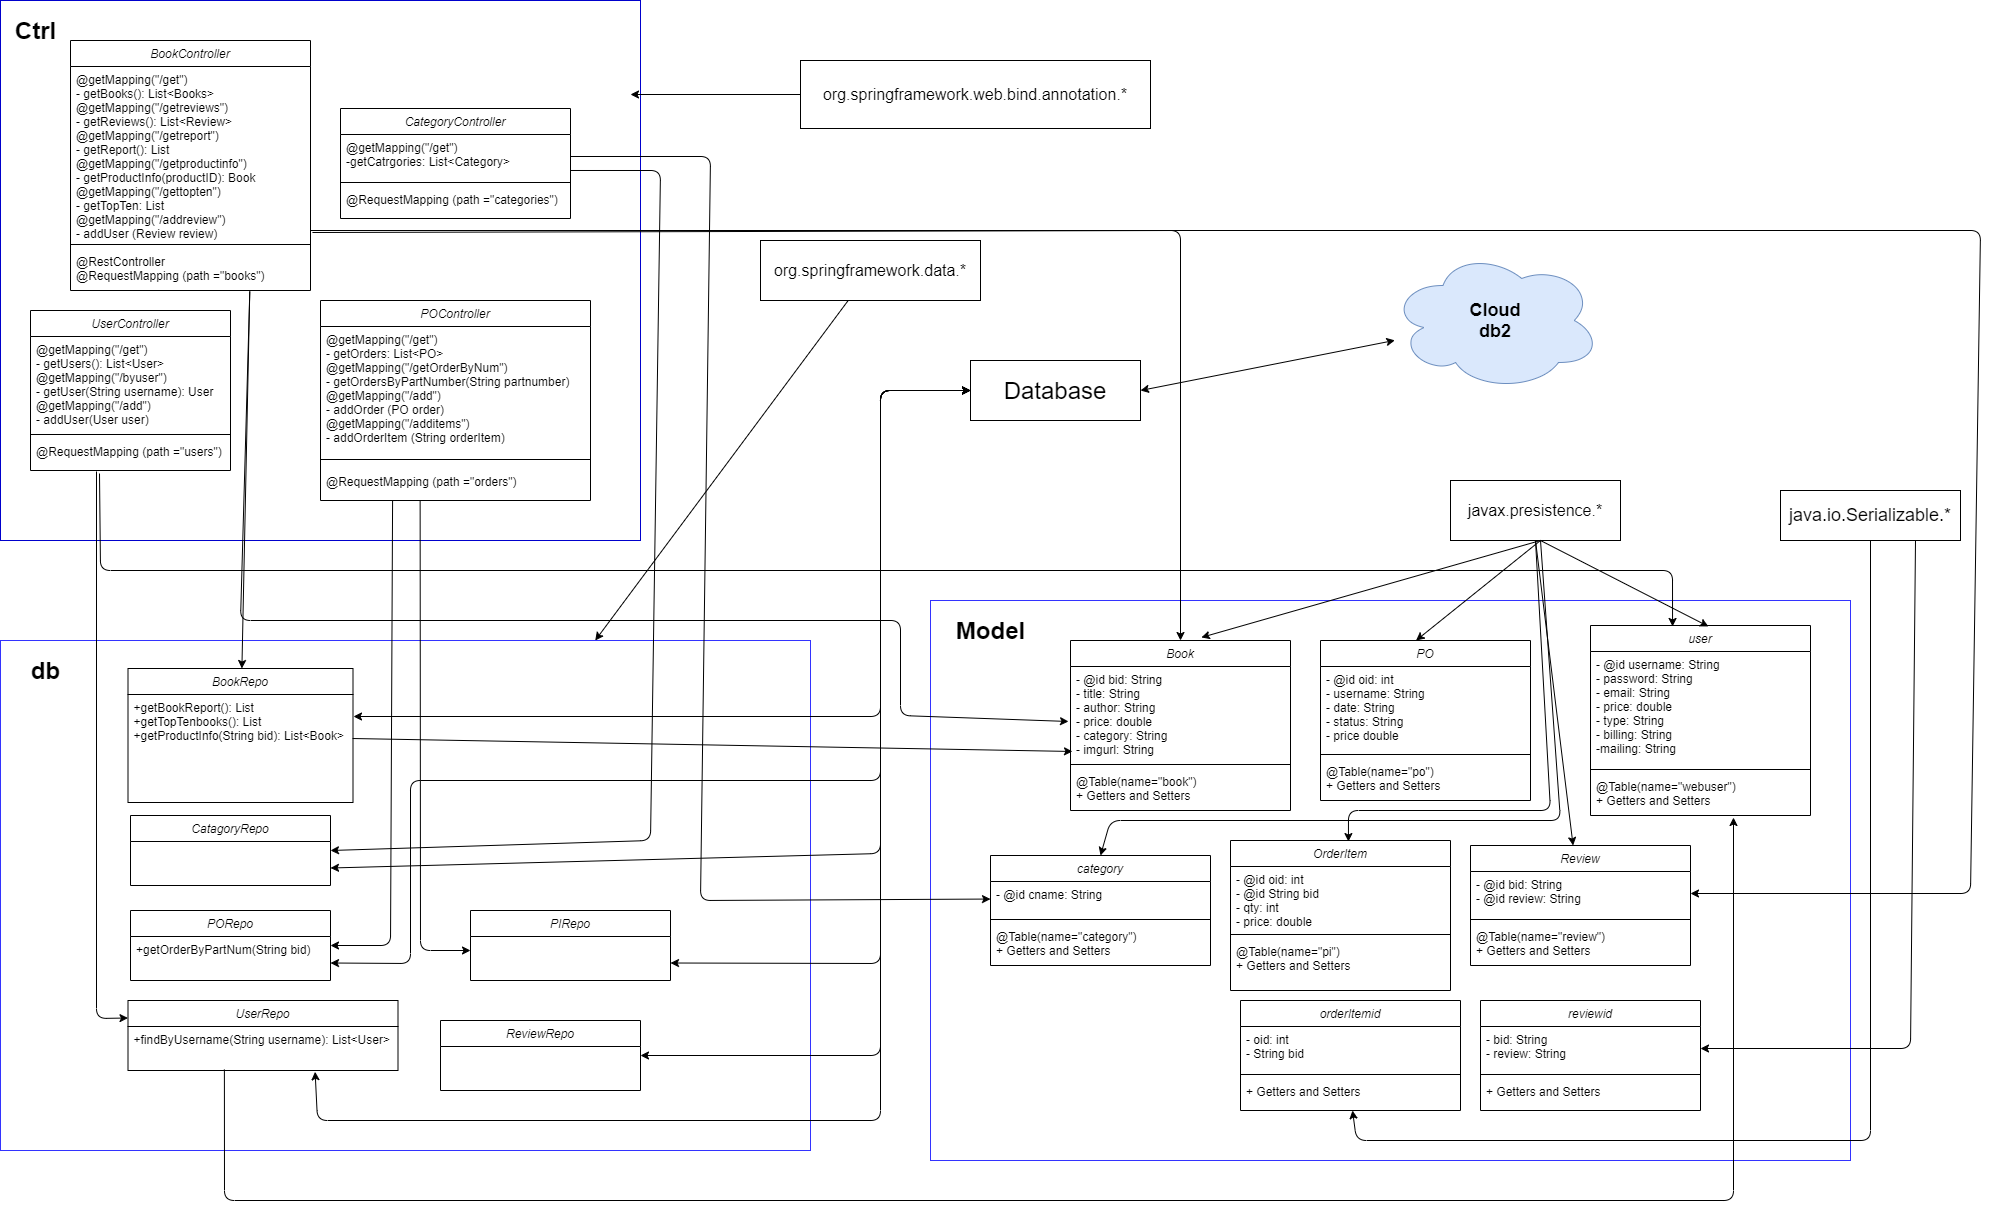 Ctrl
BookController
@getMapping("/get")
- getBooks(): List<Books>
@getMapping("/getreviews")
- getReviews(): List<Review>
@getMapping("/getreport")
- getReport(): List
@getMapping("/getproductinfo")
- getProductInfo(productID): Book
@getMapping("/gettopten")
- getTopTen: List
@getMapping("/addreview")
- addUser (Review review)
@RestController
@RequestMapping (path ="books")
CategoryController
@getMapping("/get")
-getCatrgories: List<Category>
@RequestMapping (path ="categories")
UserController
@getMapping("/get")
- getUsers(): List<User>
@getMapping("/byuser")
- getUser(String username): User
@getMapping("/add")
- addUser(User user)
@RequestMapping (path ="users")
POController
@getMapping("/get")
- getOrders: List<PO>
@getMapping("/getOrderByNum")
- getOrdersByPartNumber(String partnumber)
@getMapping("/add")
- addOrder (PO order)
@getMapping("/additems")
- addOrderItem (String orderItem)
@RequestMapping (path ="orders")
org.springframework.web.bind.annotation.*
org.springframework.data.*
Cloud
db2
Database
javax.presistence.*
java.io.Serializable.*
db
BookRepo
+getBookReport(): List
+getTopTenbooks(): List
+getProductInfo(String bid): List<Book>
CatagoryRepo
PORepo
+getOrderByPartNum(String bid)
PIRepo
UserRepo
+findByUsername(String username): List<User>
ReviewRepo
Model
Book
- @id bid: String
- title: String
- author: String
- price: double
- category: String
- imgurl: String
@Table(name="book")
+ Getters and Setters
PO
- @id oid: int
- username: String
- date: String
- status: String
- price double
@Table(name="po")
+ Getters and Setters
user
- @id username: String
- password: String
- email: String
- price: double
- type: String
- billing: String
-mailing: String
@Table(name="webuser")
+ Getters and Setters
category
- @id cname: String
@Table(name="category")
+ Getters and Setters
OrderItem
- @id oid: int
- @id String bid
- qty: int
- price: double
@Table(name="pi")
+ Getters and Setters
Review
- @id bid: String
- @id review: String
@Table(name="review")
+ Getters and Setters
orderItemid
- oid: int
- String bid
+ Getters and Setters
reviewid
- bid: String
- review: String
+ Getters and Setters